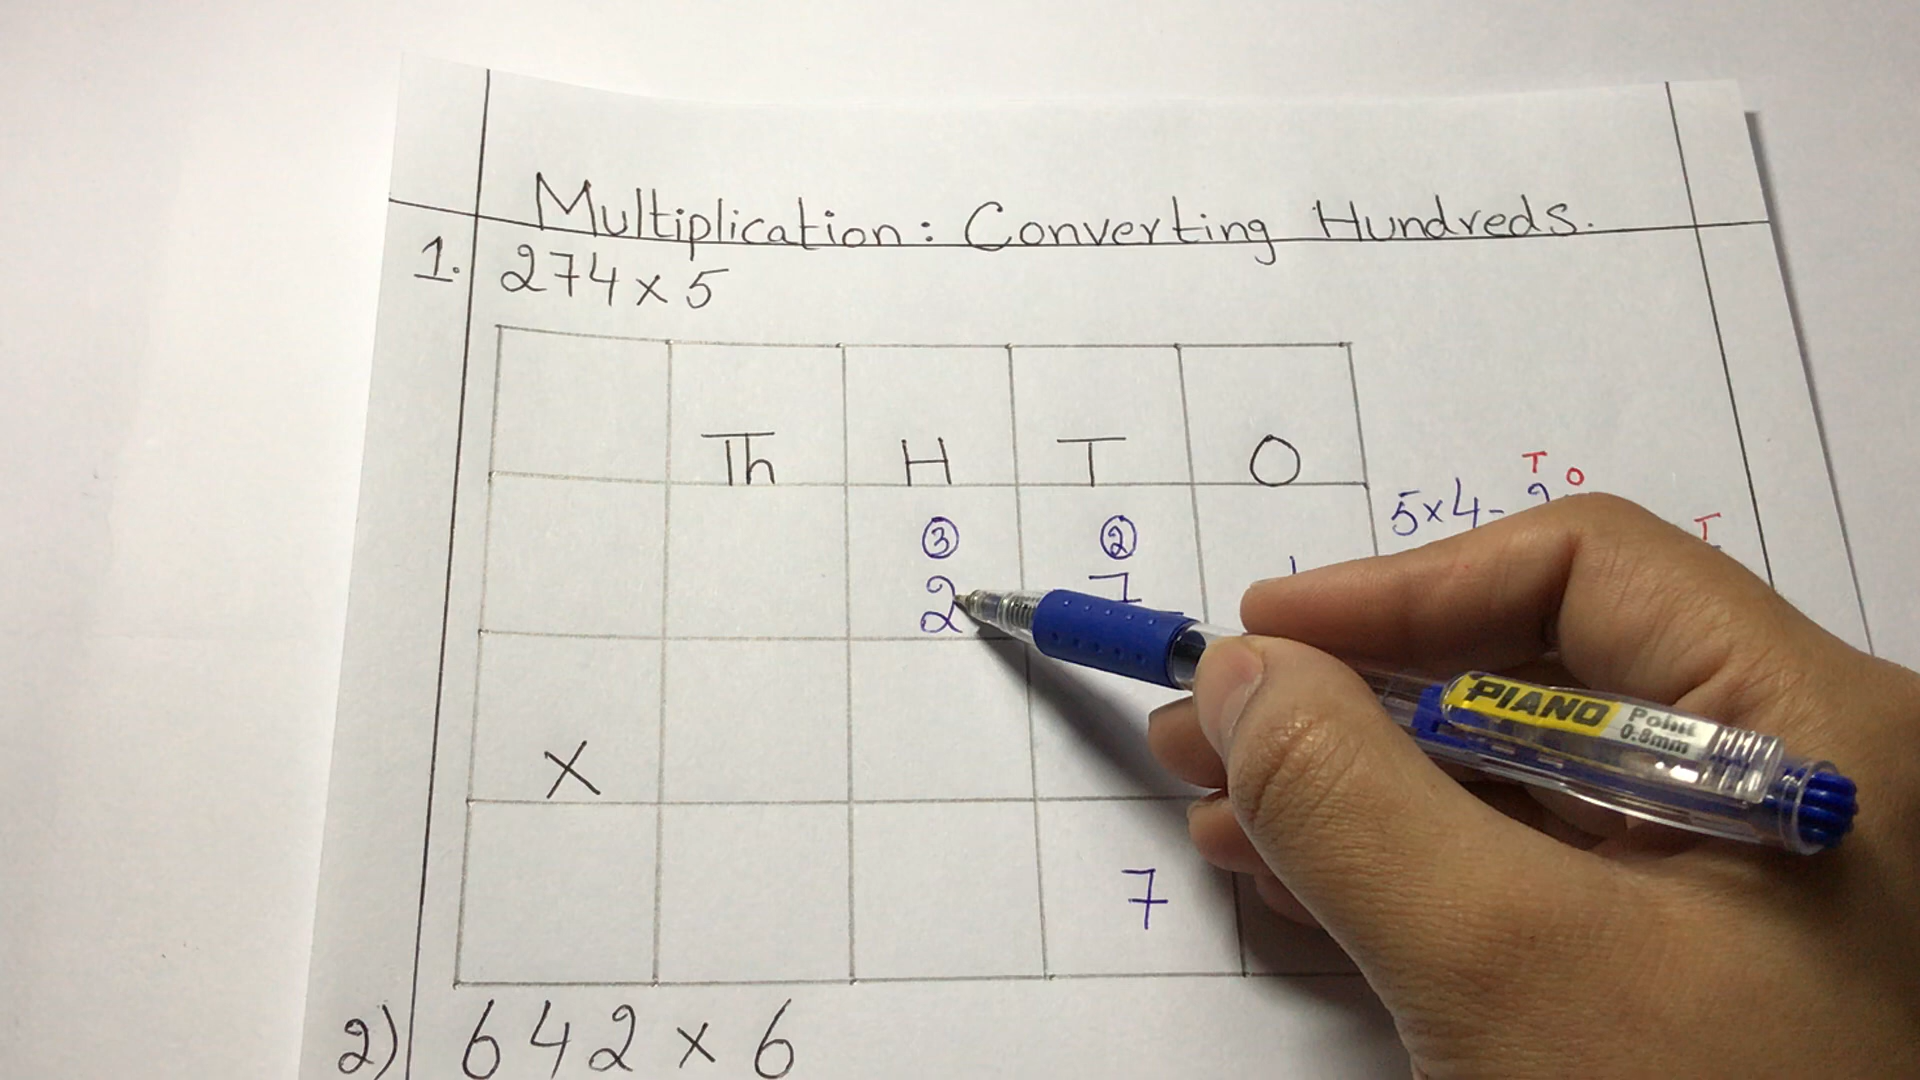 Multiplication: Converting Hundreds.
1. 274 x 5
Th H T O
T O
5x4-
T
③ ②
2 7
X
7
2) 642 x 6
PIANO Point
0.8mm